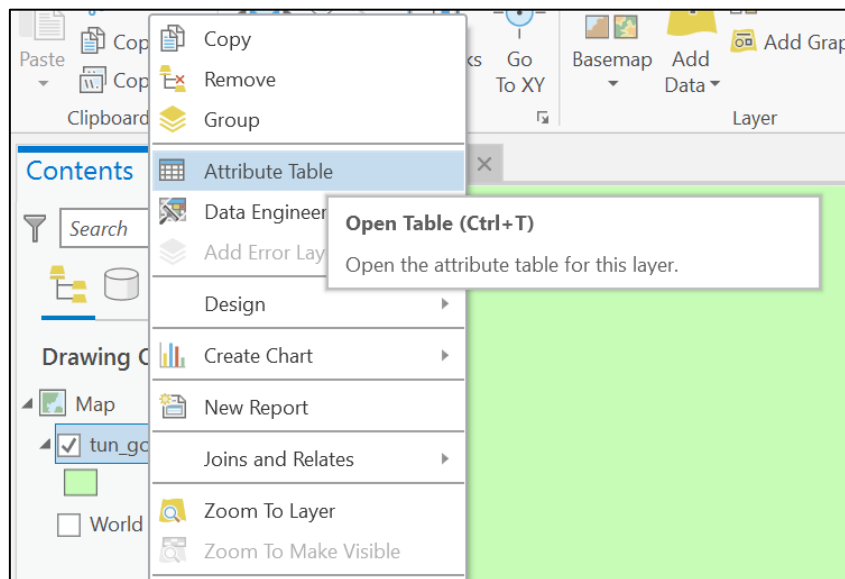 Paste
Cop
Cop
Clipboard
ks
Go
To XY
Basemap
Add
Data
Add Grap
Layer
Copy
Remove
Group
Attribute Table
Data Engineer
Add Error Lay
Open Table (Ctrl+T)
Open the attribute table for this layer.
Design
Create Chart
New Report
Joins and Relates
Zoom To Layer
Zoom To Make Visible
Contents
Search
Drawing O
Map
tun_go
World